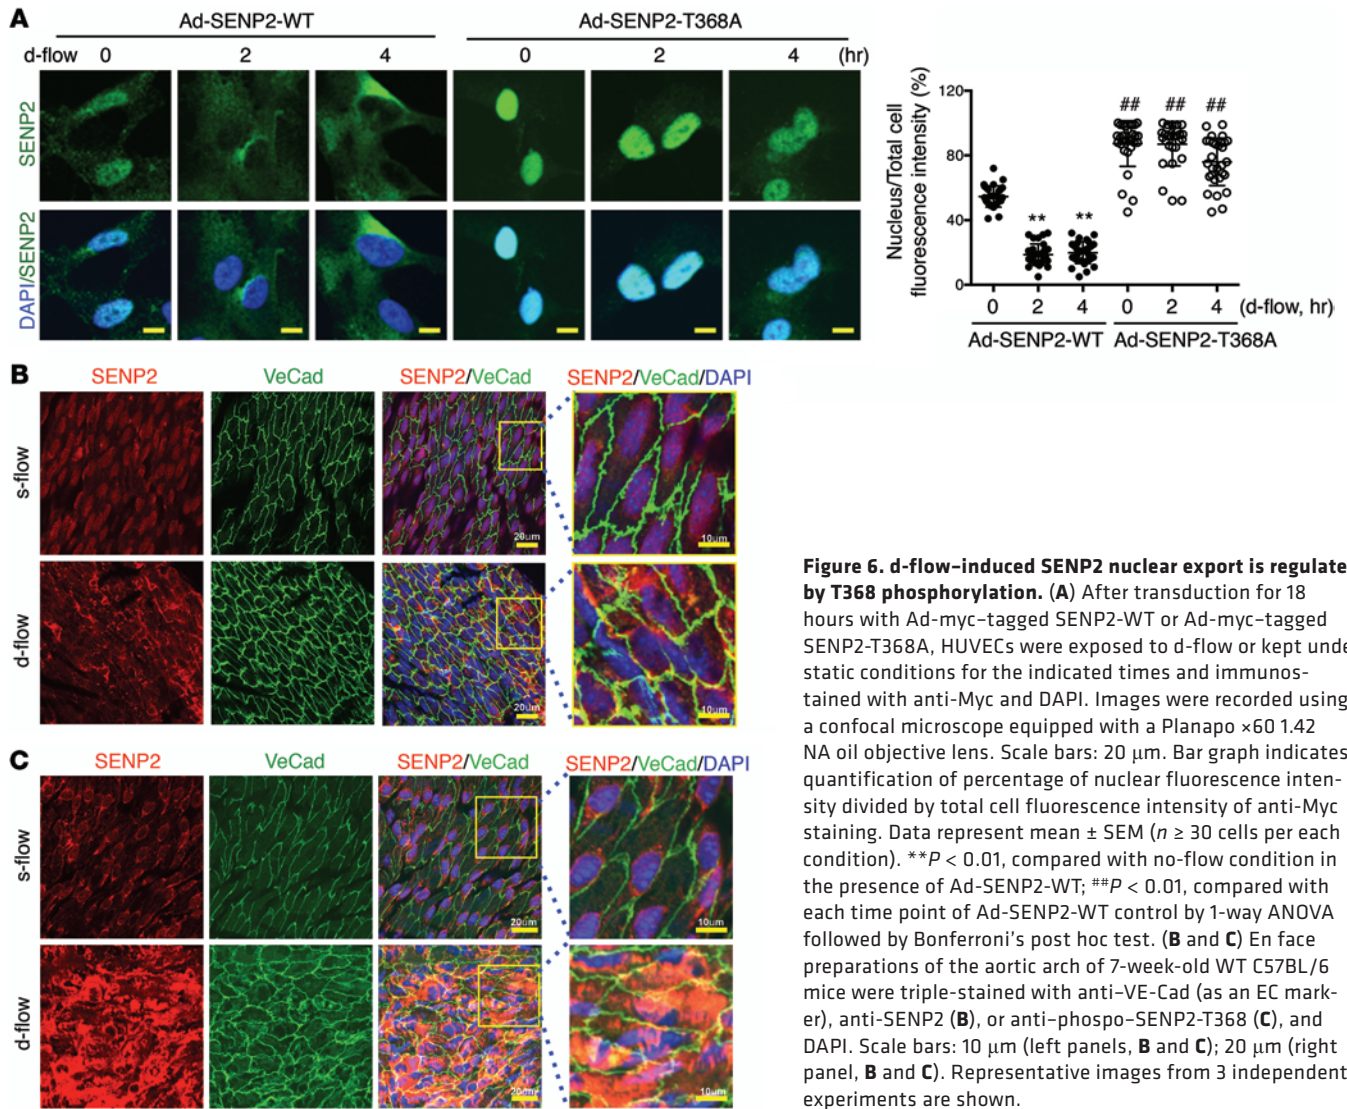 A
Ad-SENP2-WT
Ad-SENP2-T368A
d-flow 0 2 4 0 2 4 (hr)
SENP2
DAPI/SENP2
Nucleus/Total cell
fluorescence intensity (%)
120
80
40
0
** ** ## ## ##
0 2 4 0 2 4 (d-flow, hr)
Ad-SENP2-WT Ad-SENP2-T368A
B
SENP2 VeCad SENP2/VeCad SENP2/VeCad/DAPI
s-flow
20um 10um
d-flow
20um 10um
C
SENP2 VeCad SENP2/VeCad SENP2/VeCad/DAPI
s-flow
20um 10um
d-flow
20um 10um
Figure 6. d-flow–induced SENP2 nuclear export is regulate
by T368 phosphorylation. (A) After transduction for 18
hours with Ad-myc–tagged SENP2-WT or Ad-myc–tagged
SENP2-T368A, HUVECs were exposed to d-flow or kept unde
static conditions for the indicated times and immunos-
tained with anti-Myc and DAPI. Images were recorded using
a confocal microscope equipped with a Planapo ×60 1.42
NA oil objective lens. Scale bars: 20 μm. Bar graph indicates
quantification of percentage of nuclear fluorescence inten-
sity divided by total cell fluorescence intensity of anti-Myc
staining. Data represent mean ± SEM (n ≥ 30 cells per each
condition). **P < 0.01, compared with no-flow condition in
the presence of Ad-SENP2-WT; ##P < 0.01, compared with
each time point of Ad-SENP2-WT control by 1-way ANOVA
followed by Bonferroni's post hoc test. (B and C) En face
preparations of the aortic arch of 7-week-old WT C57BL/6
mice were triple-stained with anti–VE-Cad (as an EC mark-
er), anti-SENP2 (B), or anti–phospo–SENP2-T368 (C), and
DAPI. Scale bars: 10 μm (left panels, B and C); 20 μm (right
panel, B and C). Representative images from 3 independent
experiments are shown.